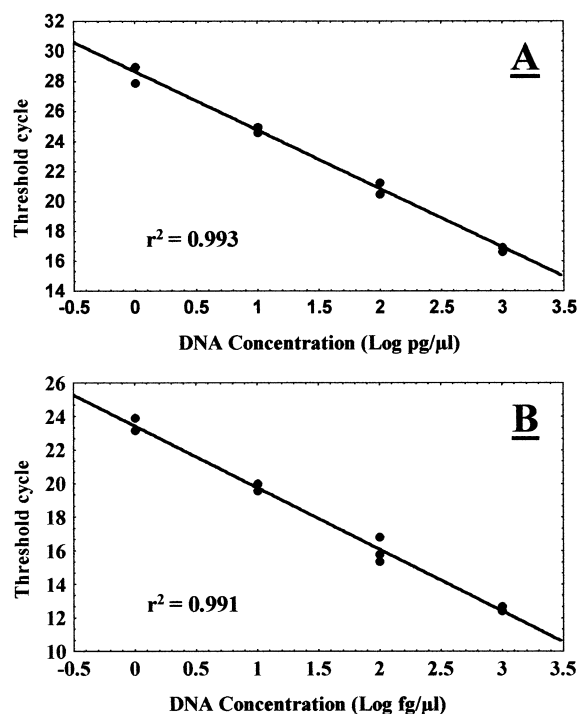 A
32
30
28
26
24
22
20
18
16
14
Threshold cycle
r² = 0.993
-0.5 0 0.5 1 1.5 2 2.5 3 3.5
DNA Concentration (Log pg/µl)
B
26
24
22
20
18
16
14
12
10
Threshold cycle
r² = 0.991
-0.5 0 0.5 1 1.5 2 2.5 3 3.5
DNA Concentration (Log fg/µl)